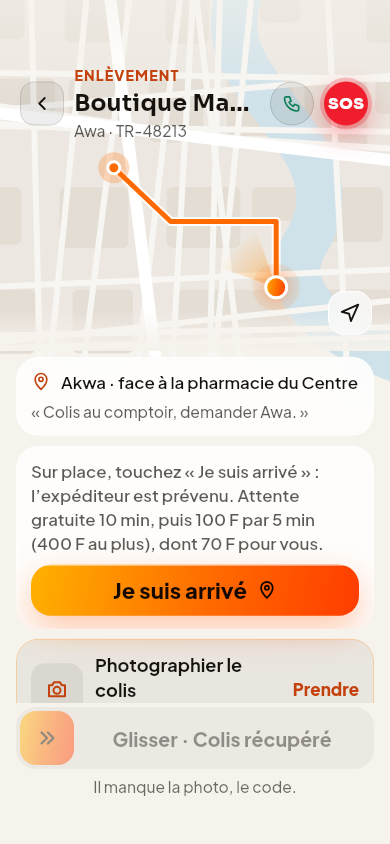 ENLÈVEMENT
Boutique Ma...
Awa · TR-48213
SOS
Akwa · face à la pharmacie du Centre
« Colis au comptoir, demander Awa. »
Sur place, touchez « Je suis arrivé » :
l’expéditeur est prévenu. Attente
gratuite 10 min, puis 100 F par 5 min
(400 F au plus), dont 70 F pour vous.
Je suis arrivé
Photographier le
colis
Prendre
Glisser · Colis récupéré
Il manque la photo, le code.